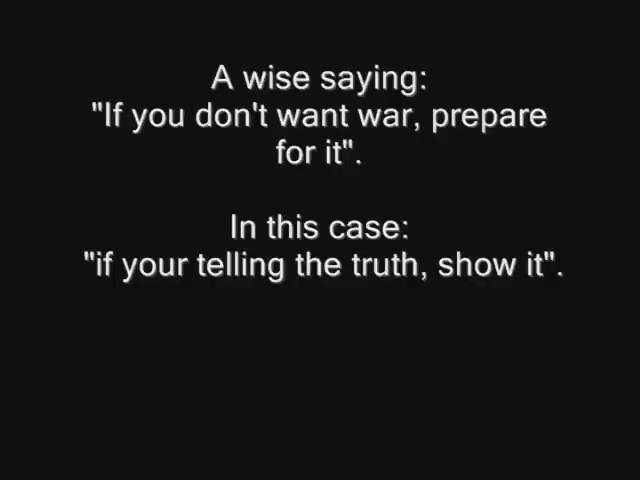 A wise saying:
"If you don't want war, prepare
for it".
In this case:
"if your telling the truth, show it".